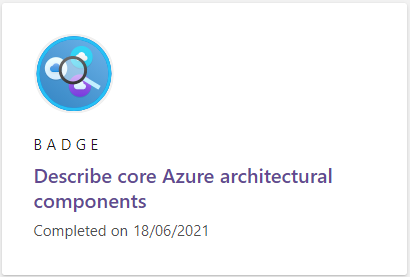 BADGE
Describe core Azure architectural
components
Completed on 18/06/2021